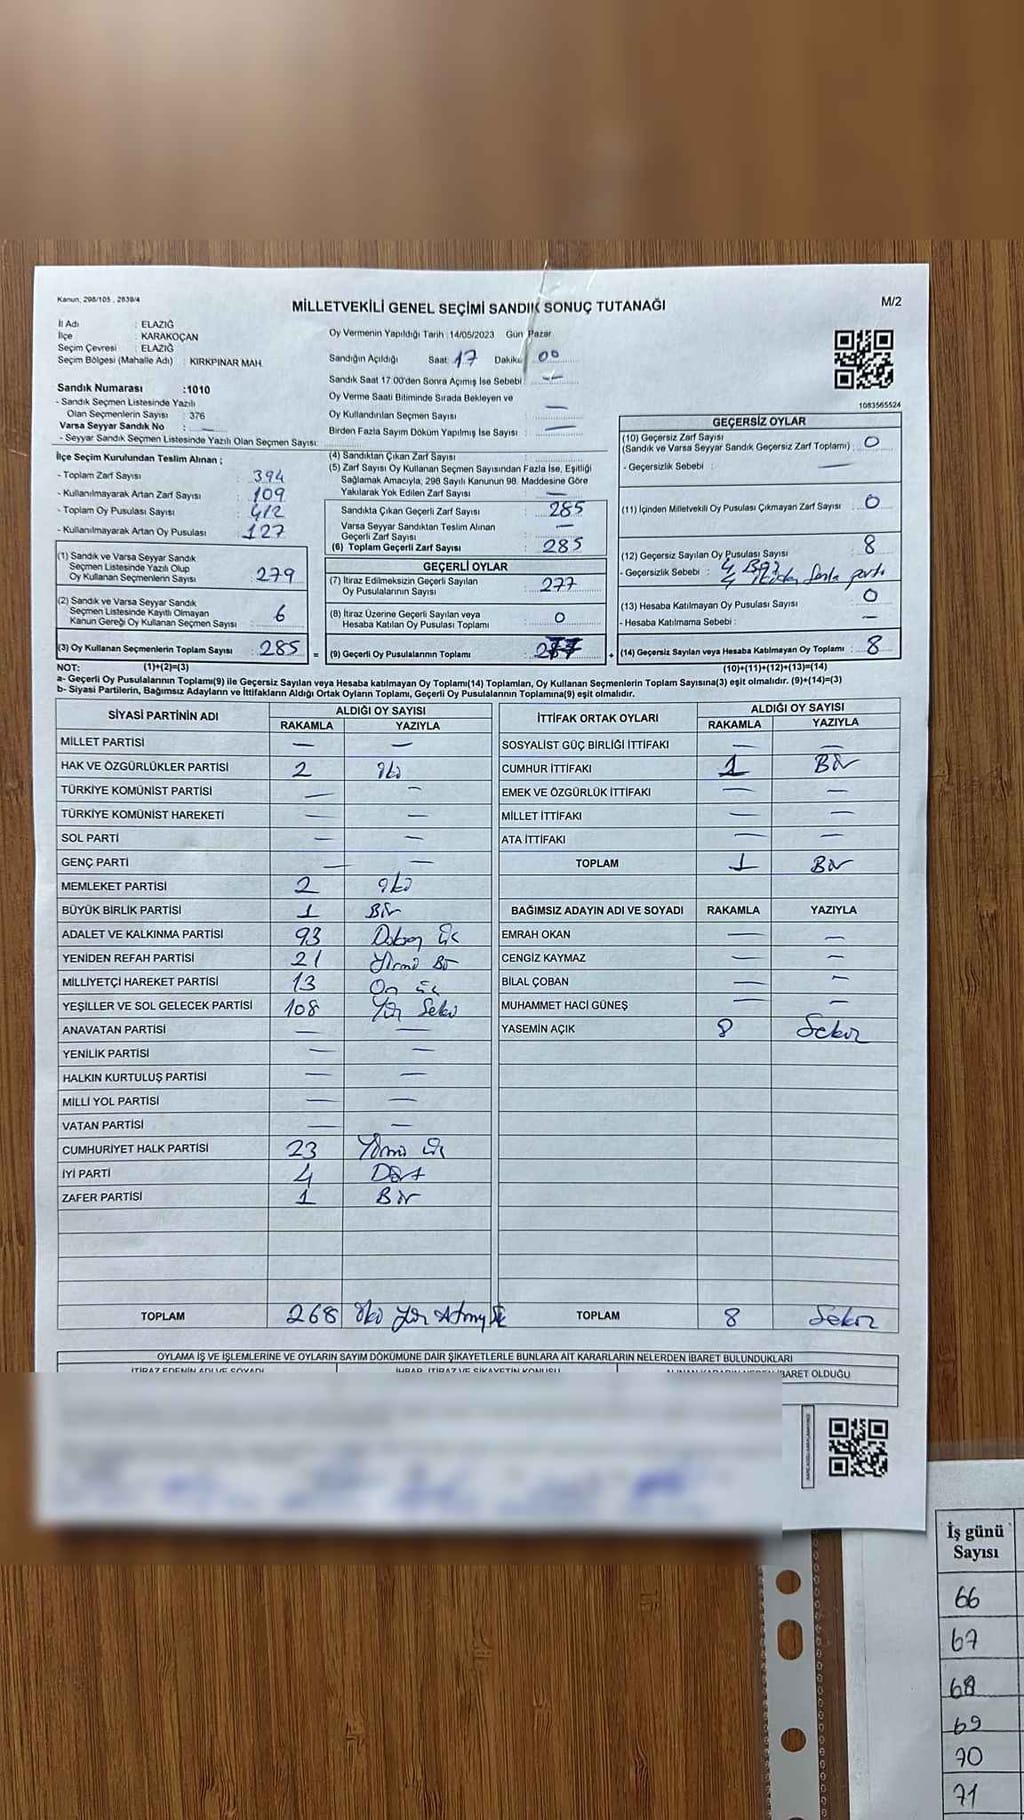 Kanun, 298/105 , 2839/4
MİLLETVEKİLİ GENEL SEÇİMİ SANDIK SONUÇ TUTANAĞI
M/2
İl Adı : ELAZIĞ
İlçe : KARAKOÇAN
Seçim Çevresi : ELAZIĞ
Seçim Bölgesi (Mahalle Adı) : KIRKPINAR MAH.
Sandık Numarası :1010
- Sandık Seçmen Listesinde Yazılı
Olan Seçmenlerin Sayısı : 376
Varsa Seyyar Sandık No : —
- Seyyar Sandık Seçmen Listesinde Yazılı Olan Seçmen Sayısı:
Oy Vermenin Yapıldığı Tarih :14/05/2023 Gün Pazar
Sandığın Açıldığı Saat: 17 Dakika 00
Sandık Saat 17:00'den Sonra Açımış İse Sebebi : —
Oy Verme Saati Bitiminde Sırada Bekleyen ve
Oy Kullandırılan Seçmen Sayısı : —
Birden Fazla Sayım Döküm Yapılmış İse Sayısı : —
1083565524
İlçe Seçim Kurulundan Teslim Alınan ;
- Toplam Zarf Sayısı : 394
- Kullanılmayarak Artan Zarf Sayısı : 109
- Toplam Oy Pusulası Sayısı : 412
- Kullanılmayarak Artan Oy Pusulası : 127
(1) Sandık ve Varsa Seyyar Sandık
Seçmen Listesinde Yazılı Olup
Oy Kullanan Seçmenlerin Sayısı : 279
(2) Sandık ve Varsa Seyyar Sandık
Seçmen Listesinde Kayıtlı Olmayan
Kanun Gereği Oy Kullanan Seçmen Sayısı : 6
(3) Oy Kullanan Seçmenlerin Toplam Sayısı : 285
(4) Sandıktan Çıkan Zarf Sayısı :
(5) Zarf Sayısı Oy Kullanan Seçmen Sayısından Fazla İse, Eşitliği
Sağlamak Amacıyla, 298 Sayılı Kanunun 98. Maddesine Göre
Yakılarak Yok Edilen Zarf Sayısı : —
Sandıkta Çıkan Geçerli Zarf Sayısı : 285
Varsa Seyyar Sandıktan Teslim Alınan
Geçerli Zarf Sayısı : —
(6) Toplam Geçerli Zarf Sayısı : 285
GEÇERLİ OYLAR
(7) İtiraz Edilmeksizin Geçerli Sayılan
Oy Pusulalarının Sayısı : 277
(8) İtiraz Üzerine Geçerli Sayılan veya
Hesaba Katılan Oy Pusulası Toplamı : 0
= (9) Geçerli Oy Pusulalarının Toplamı : 277
GEÇERSİZ OYLAR
(10) Geçersiz Zarf Sayısı
(Sandık ve Varsa Seyyar Sandık Geçersiz Zarf Toplamı) : 0
- Geçersizlik Sebebi : —
(11) İçinden Milletvekili Oy Pusulası Çıkmayan Zarf Sayısı : 0
(12) Geçersiz Sayılan Oy Pusulası Sayısı : 8
- Geçersizlik Sebebi : 4
4 fazla parti
(13) Hesaba Katılmayan Oy Pusulası Sayısı : 0
- Hesaba Katılmama Sebebi : —
+ (14) Geçersiz Sayılan veya Hesaba Katılmayan Oy Toplamı : 8
NOT: (1)+(2)=(3) (10)+(11)+(12)+(13)=(14)
a- Geçerli Oy Pusulalarının Toplamı(9) ile Geçersiz Sayılan veya Hesaba katılmayan Oy Toplamı(14) Toplamları, Oy Kullanan Seçmenlerin Toplam Sayısına(3) eşit olmalıdır. (9)+(14)=(3)
b- Siyasi Partilerin, Bağımsız Adayların ve İttifakların Aldığı Ortak Oyların Toplamı, Geçerli Oy Pusulalarının Toplamına(9) eşit olmalıdır.
SİYASİ PARTİNİN ADI ALDIĞI OY SAYISI
RAKAMLA YAZIYLA
MİLLET PARTİSİ — —
HAK VE ÖZGÜRLÜKLER PARTİSİ 2 İki
TÜRKİYE KOMÜNİST PARTİSİ — —
TÜRKİYE KOMÜNİST HAREKETİ — —
SOL PARTİ — —
GENÇ PARTİ — —
MEMLEKET PARTİSİ 2 İki
BÜYÜK BİRLİK PARTİSİ 1 Bir
ADALET VE KALKINMA PARTİSİ 93 Doksan Üç
YENİDEN REFAH PARTİSİ 21 Yirmi Bir
MİLLİYETÇİ HAREKET PARTİSİ 13 On Üç
YEŞİLLER VE SOL GELECEK PARTİSİ 108 Yüz Sekiz
ANAVATAN PARTİSİ — —
YENİLİK PARTİSİ — —
HALKIN KURTULUŞ PARTİSİ — —
MİLLİ YOL PARTİSİ — —
VATAN PARTİSİ — —
CUMHURİYET HALK PARTİSİ 23 Yirmi Üç
İYİ PARTİ 4 Dört
ZAFER PARTİSİ 1 Bir
TOPLAM 268 İki Yüz Altmış Sekiz
İTTİFAK ORTAK OYLARI ALDIĞI OY SAYISI
RAKAMLA YAZIYLA
SOSYALİST GÜÇ BİRLİĞİ İTTİFAKI — —
CUMHUR İTTİFAKI 1 Bir
EMEK VE ÖZGÜRLÜK İTTİFAKI — —
MİLLET İTTİFAKI — —
ATA İTTİFAKI — —
TOPLAM 1 Bir
BAĞIMSIZ ADAYIN ADI VE SOYADI RAKAMLA YAZIYLA
EMRAH OKAN — —
CENGİZ KAYMAZ — —
BİLAL ÇOBAN — —
MUHAMMET HACİ GÜNEŞ — —
YASEMİN AÇIK 8 Sekiz
TOPLAM 8 Sekiz
OYLAMA İŞ VE İŞLEMLERİNE VE OYLARIN SAYIM DÖKÜMÜNE DAİR ŞİKAYETLERLE BUNLARA AİT KARARLARIN NELERDEN İBARET BULUNDUKLARI
İTİRAZ EDENİN ADI VE SOYADI
İHBAR, İTİRAZ VE ŞİKAYETİN KONUSU
İBARET OLDUĞU
İş günü
Sayısı
66
67
68
69
70
71